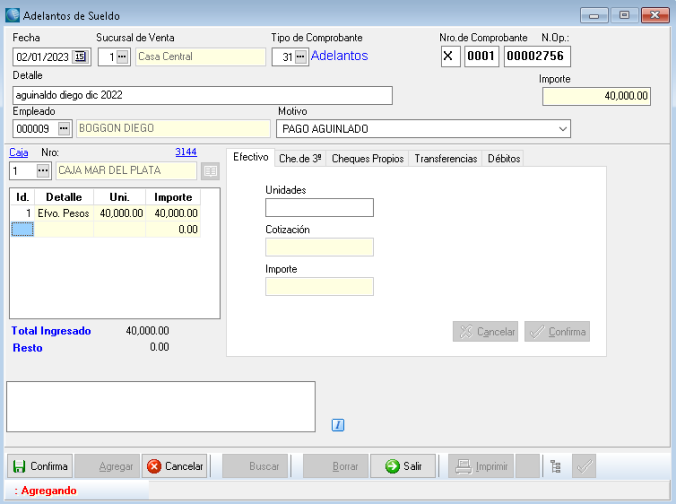 Adelantos de Sueldo
Fecha Sucursal de Venta Tipo de Comprobante Nro.de Comprobante N.Op.:
02/01/2023 15 1 Casa Central 31 Adelantos X 0001 00002756
Detalle Importe
aguinaldo diego dic 2022 40,000.00
Empleado Motivo
000009 BOGGON DIEGO PAGO AGUINLADO
Caja Nro: 3144
1 CAJA MAR DEL PLATA
Efectivo Che.de 3ª Cheques Propios Transferencias Débitos
Id. Detalle Uni. Importe
1 Efvo. Pesos 40,000.00 40,000.00
0.00
Unidades
Cotización
Importe
Cancelar Confirma
Total Ingresado 40,000.00
Resto 0.00
Confirma Agregar Cancelar Buscar Borrar Salir Imprimir
: Agregando